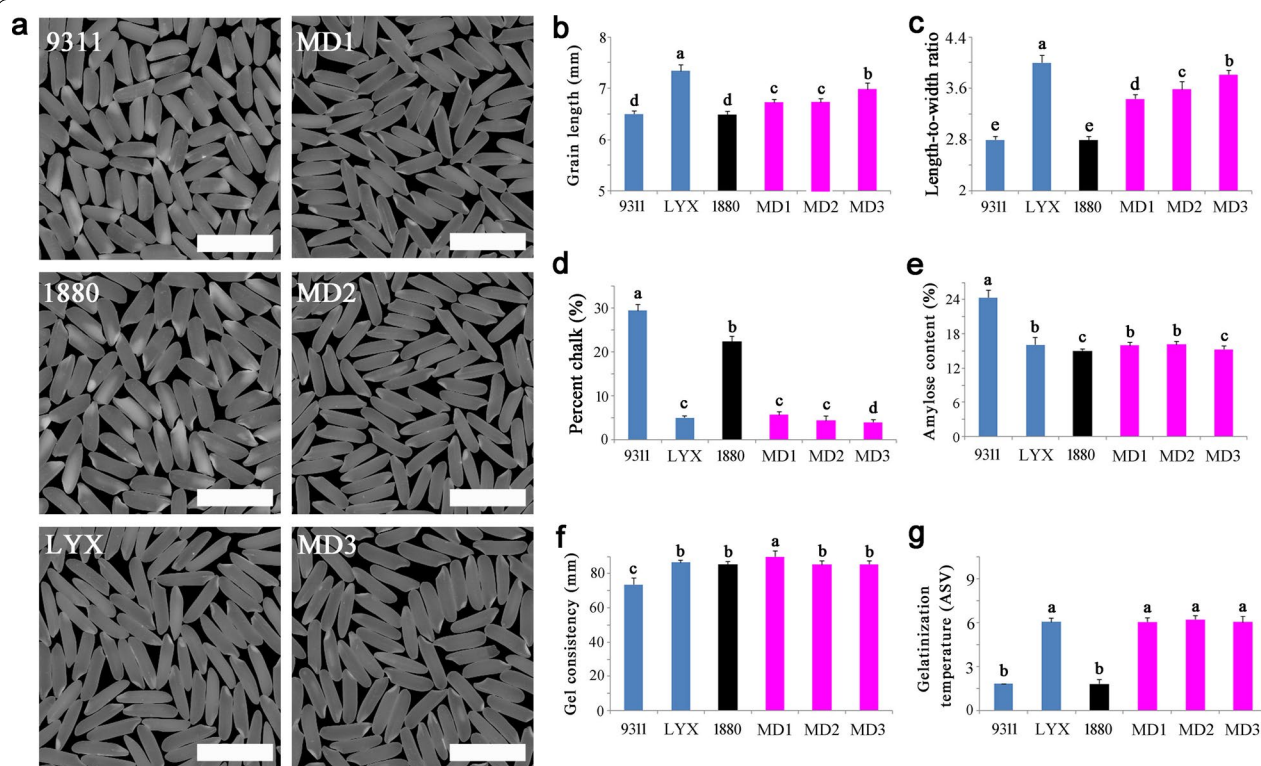 a
9311
MD1
1880
MD2
LYX
MD3
b
Grain length (mm)
8
7
6
5
d
a
d
c
c
b
9311 LYX 1880 MD1 MD2 MD3
c
Length-to-width ratio
4.4
3.6
2.8
2
e
a
e
d
c
b
9311 LYX 1880 MD1 MD2 MD3
d
Percent chalk (%)
30
20
10
0
a
c
b
c
c
d
9311 LYX 1880 MD1 MD2 MD3
e
Amylose content (%)
24
18
12
6
0
a
b
c
b
b
c
9311 LYX 1880 MD1 MD2 MD3
f
Gel consistency (mm)
80
60
40
20
0
c
b
b
a
b
b
9311 LYX 1880 MD1 MD2 MD3
g
Gelatinization
temperature (ASV)
9
6
3
0
b
a
b
a
a
a
9311 LYX 1880 MD1 MD2 MD3